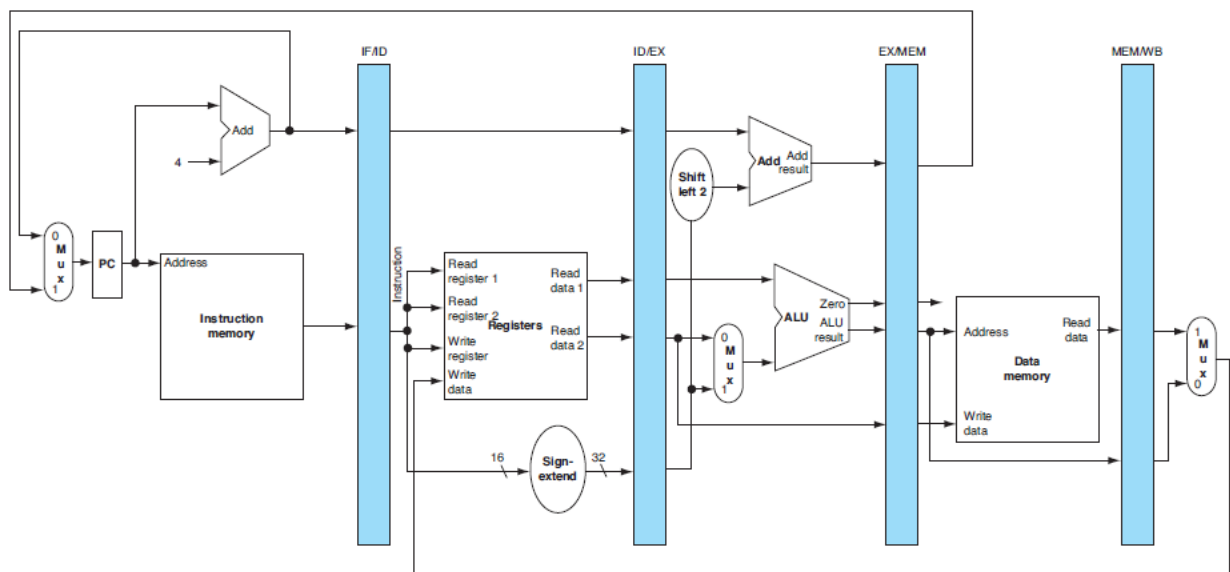 IF/ID
ID/EX
EX/MEM
MEM/WB
Add
4
Shift
left 2
Add
Add
result
0
M
u
x
1
PC
Address
Instruction
memory
Instruction
Read
register 1
Read
register 2
Write
register
Write
data
Registers
Read
data 1
Read
data 2
16
Sign-
extend
32
0
M
u
x
1
ALU
Zero
ALU
result
Address
Write
data
Data
memory
Read
data
1
M
u
x
0